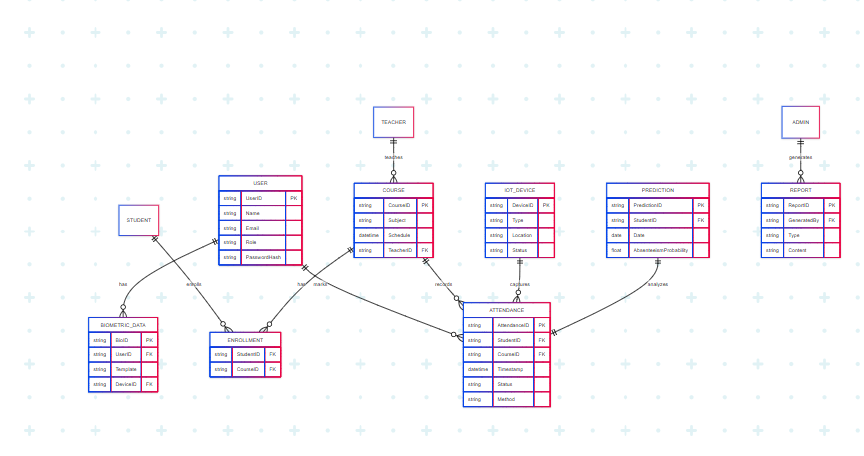 TEACHER
ADMIN
teaches
generates
USER
string UserID PK
string Name
string Email
string Role
string PasswordHash
COURSE
string CourseID PK
string Subject
datetime Schedule
string TeacherID FK
IOT_DEVICE
string DeviceID PK
string Type
string Location
string Status
PREDICTION
string PredictionID PK
string StudentID FK
date Date
float AbsenteeismProbability
REPORT
string ReportID PK
string GeneratedBy FK
string Type
string Content
STUDENT
has
enrolls
has
marks
records
captures
analyzes
BIOMETRIC_DATA
string BioID PK
string UserID FK
string Template
string DeviceID FK
ENROLLMENT
string StudentID FK
string CourseID FK
ATTENDANCE
string AttendanceID PK
string StudentID FK
string CourseID FK
datetime Timestamp
string Status
string Method